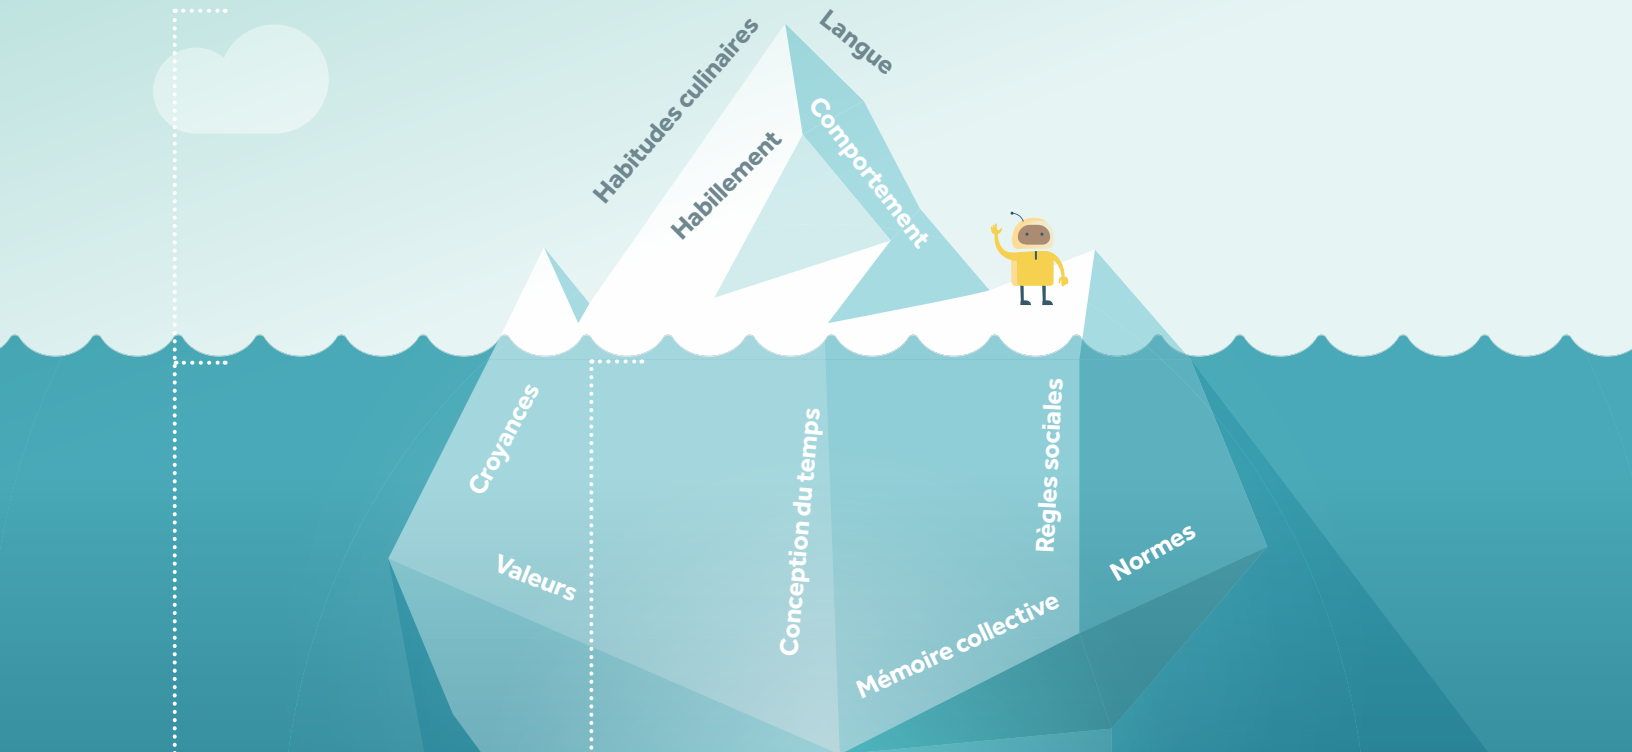 Habitudes culinaires
Langue
Habillement
Comportement
Croyances
Valeurs
Conception du temps
Règles sociales
Normes
Mémoire collective